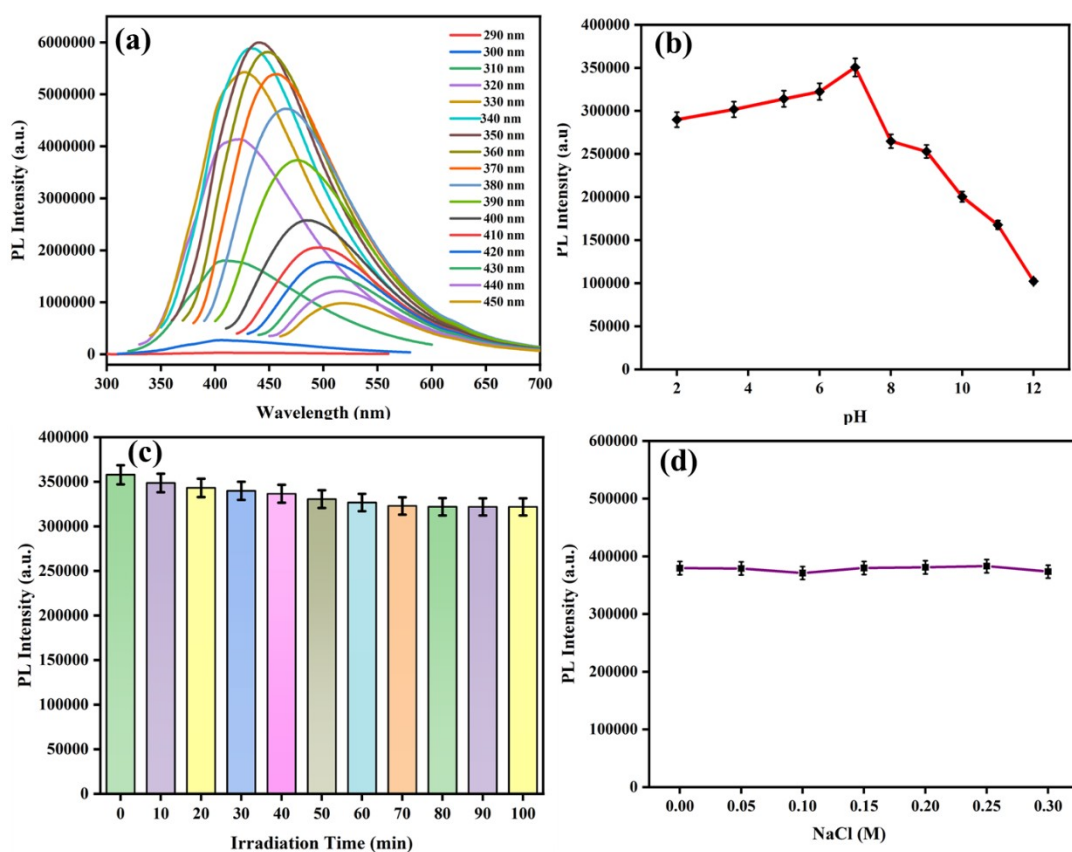 (a)
6000000
5000000
4000000
3000000
2000000
1000000
0
PL Intensity (a.u.)
300 350 400 450 500 550 600 650 700
Wavelength (nm)
290 nm
300 nm
310 nm
320 nm
330 nm
340 nm
350 nm
360 nm
370 nm
380 nm
390 nm
400 nm
410 nm
420 nm
430 nm
440 nm
450 nm
(b)
400000
350000
300000
250000
200000
150000
100000
50000
0
PL Intensity (a.u)
2 4 6 8 10 12
pH
(c)
400000
350000
300000
250000
200000
150000
100000
50000
0
PL Intensity (a.u.)
0 10 20 30 40 50 60 70 80 90 100
Irradiation Time (min)
(d)
600000
500000
400000
300000
200000
100000
0
PL Intensity (a.u.)
0.00 0.05 0.10 0.15 0.20 0.25 0.30
NaCl (M)